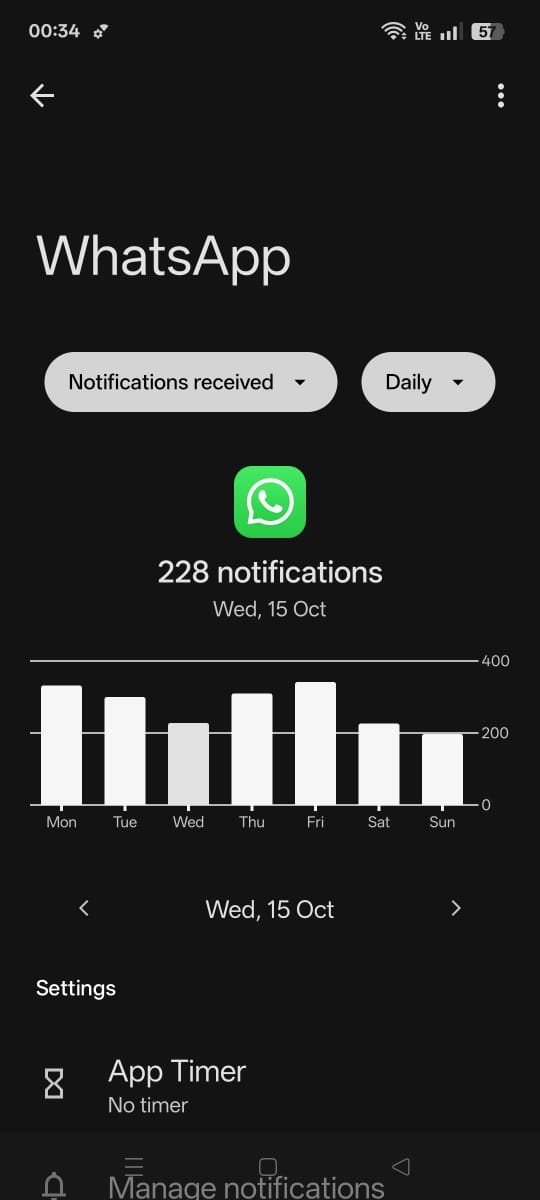 00:34 Vo LTE 57
WhatsApp
Notifications received Daily
228 notifications
Wed, 15 Oct
400
200
0
Mon Tue Wed Thu Fri Sat Sun
Wed, 15 Oct
Settings
App Timer
No timer
Manage notifications